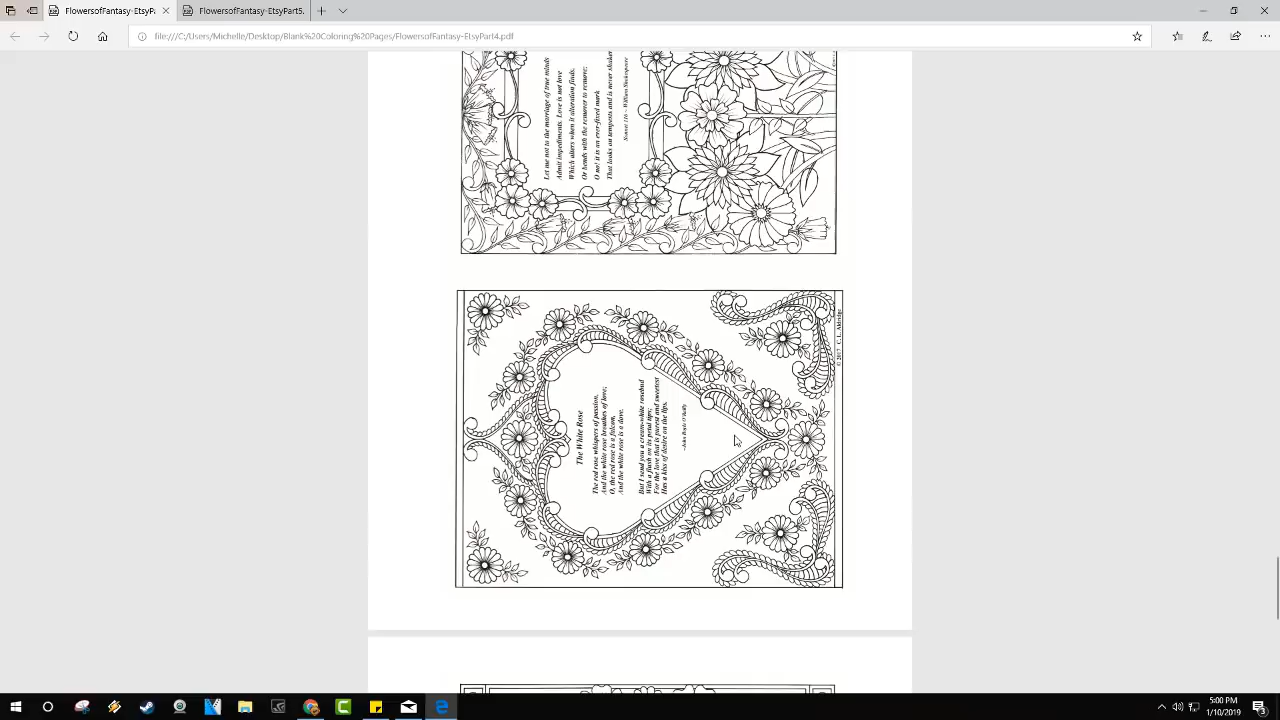 FlowersofFantasy-EtsyPa
FlowersofFantasy-EtsyPart5.
file:///C:/Users/Michelle/Desktop/Blank%20Coloring%20Pages/FlowersofFantasy-EtsyPart4.pdf
Let me not to the marriage of true minds
Admit impediments. Love is not love
Which alters when it alteration finds,
Or bends with the remover to remove:
O no! it is an ever-fixed mark
That looks on tempests and is never shaken
Sonnet 116 ~ William Shakespeare
The White Rose
The red rose whispers of passion,
And the white rose breathes of love;
O, the red rose is a falcon,
And the white rose is a dove.
But I send you a cream-white rosebud
With a flush on its petal tips;
For the love that is purest and sweetest
Has a kiss of desire on the lips.
~John Boyle O'Reilly
© 2017 C. L. Aldridge
5:00 PM
1/10/2019